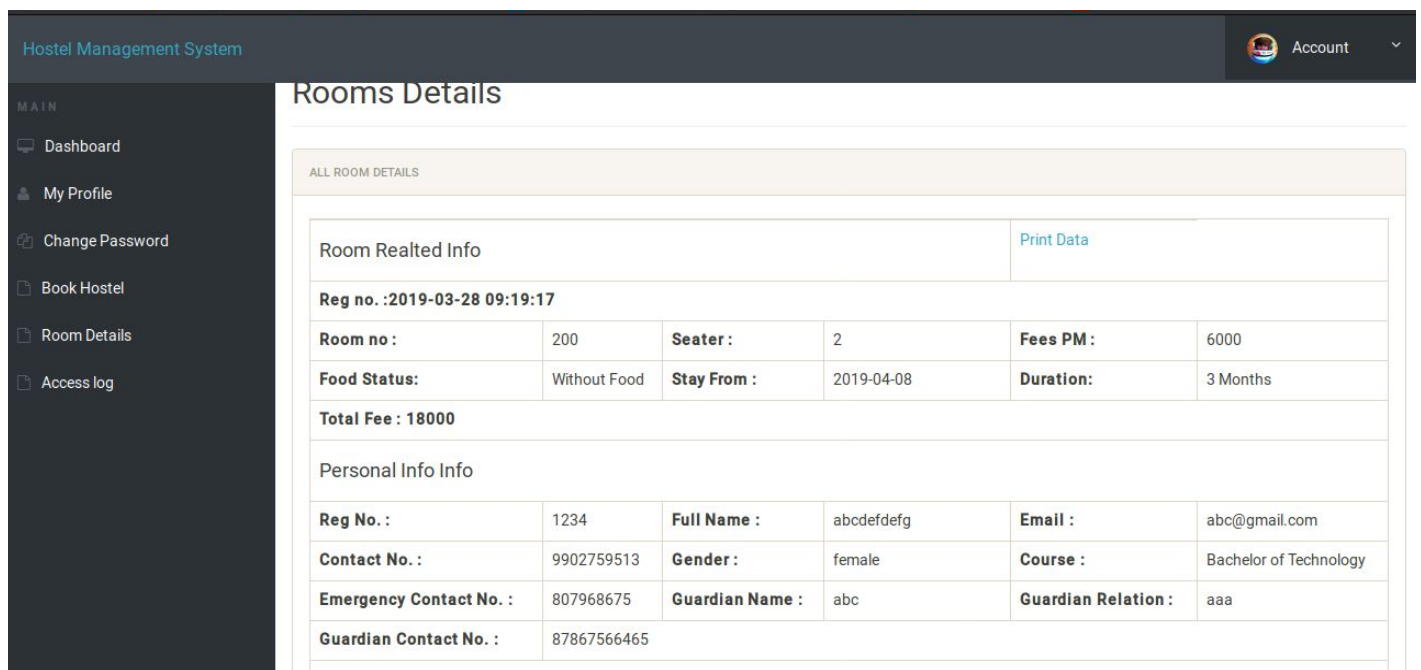 Hostel Management System
Account
MAIN
Dashboard
My Profile
Change Password
Book Hostel
Room Details
Access log
Rooms Details
ALL ROOM DETAILS
Room Realted Info Print Data
Reg no. :2019-03-28 09:19:17
Room no : 200 Seater : 2 Fees PM : 6000
Food Status: Without Food Stay From : 2019-04-08 Duration: 3 Months
Total Fee : 18000
Personal Info Info
Reg No. : 1234 Full Name : abcdefdefg Email : abc@gmail.com
Contact No. : 9902759513 Gender : female Course : Bachelor of Technology
Emergency Contact No. : 807968675 Guardian Name : abc Guardian Relation : aaa
Guardian Contact No. : 87867566465